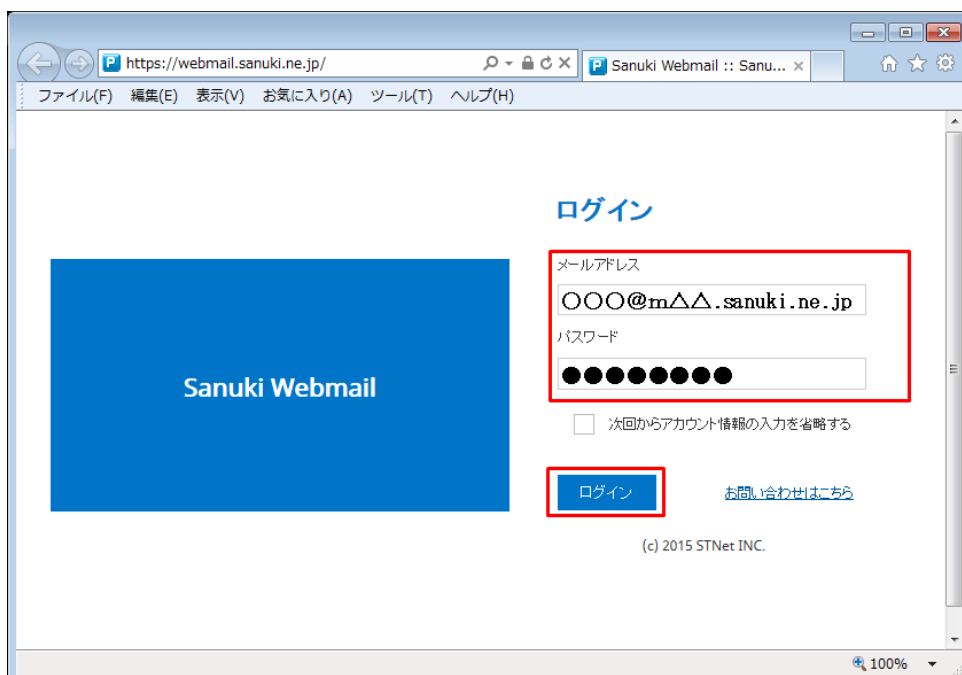 https://webmail.sanuki.ne.jp/
Sanuki Webmail :: Sanu...
ファイル(F) 編集(E) 表示(V) お気に入り(A) ツール(T) ヘルプ(H)
ログイン
メールアドレス
○○○@m△△.sanuki.ne.jp
パスワード
●●●●●●●●
Sanuki Webmail
次回からアカウント情報の入力を省略する
ログイン お問い合わせはこちら
(c) 2015 STNet INC.
100%